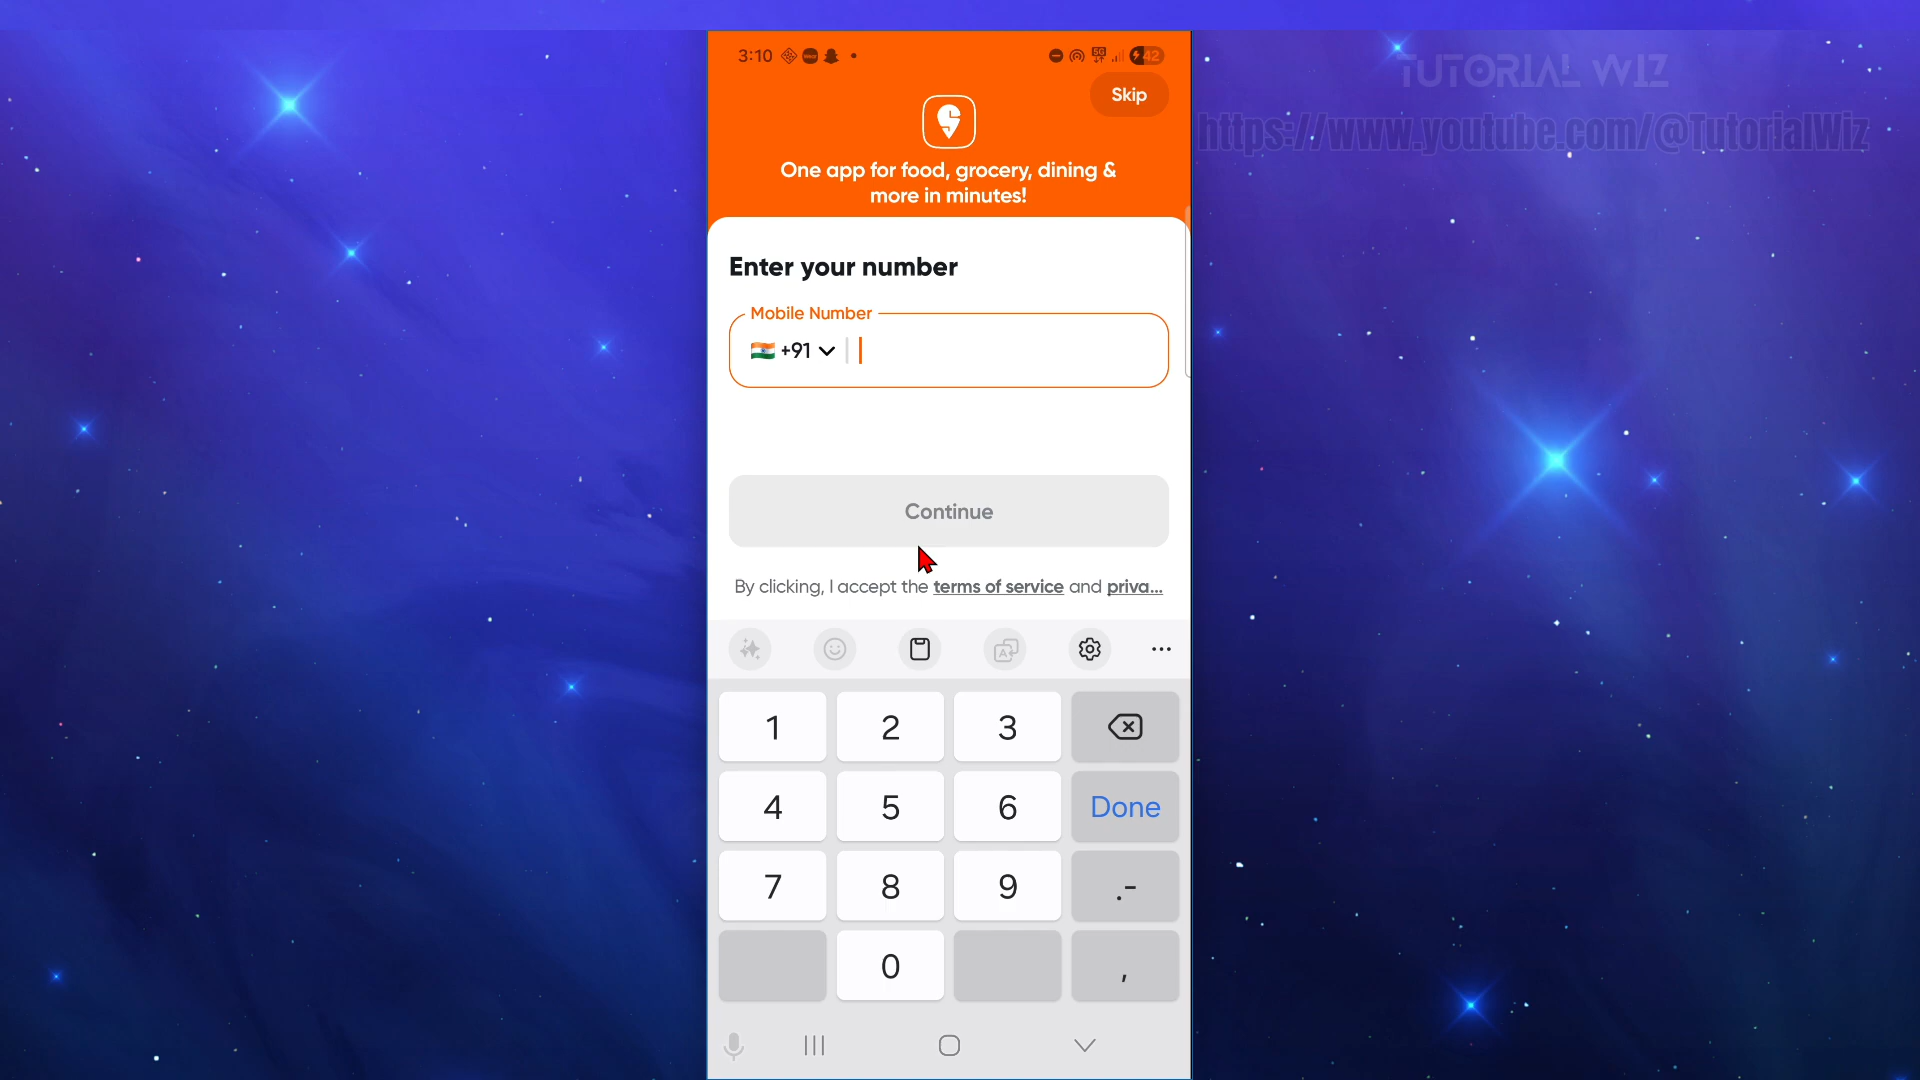 TUTORIAL WIZ
https://www.youtube.com/@TutorialWiz
3:10
5G
42
Skip
One app for food, grocery, dining &
more in minutes!
Enter your number
Mobile Number
+91
Continue
By clicking, I accept the terms of service and priva...
1 2 3
4 5 6 Done
7 8 9 .-
0 ,